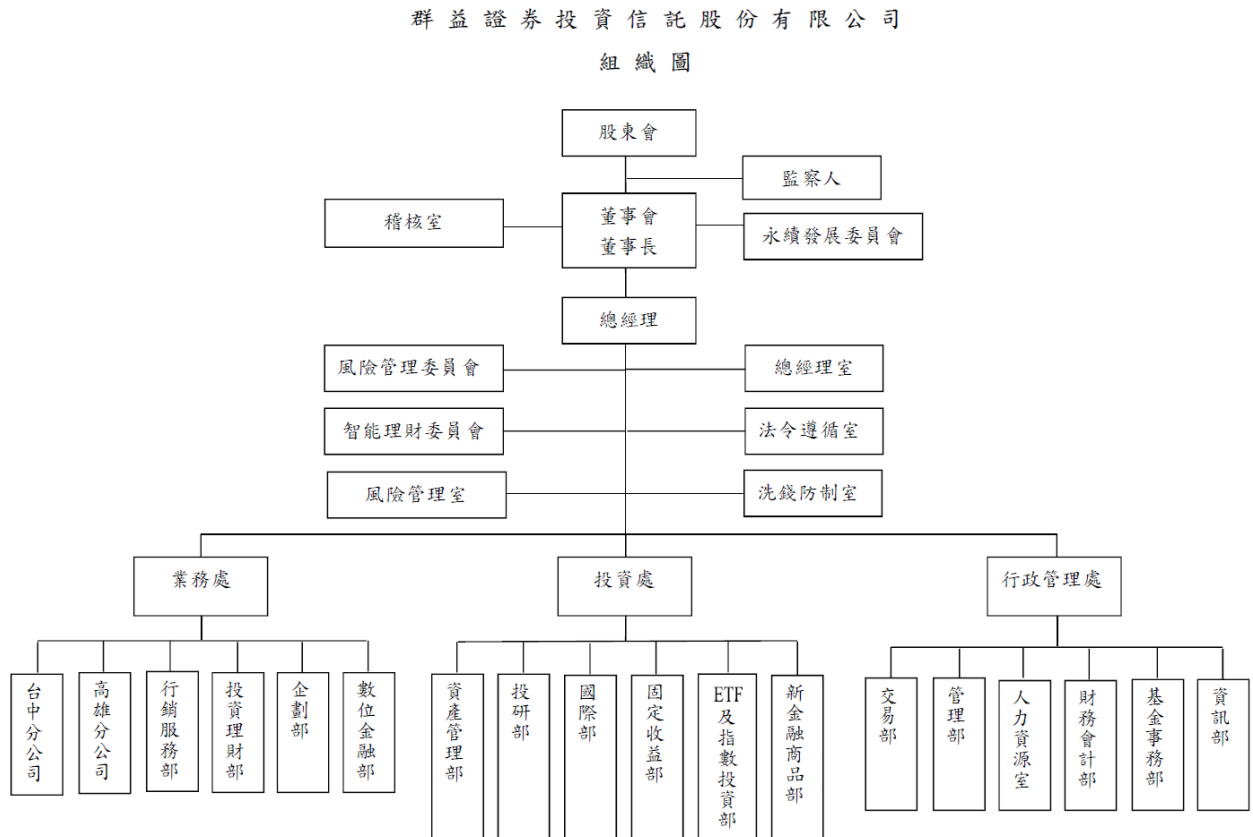 群益證券投資信託股份有限公司
組織圖
股東會
監察人
稽核室
董事會
董事長
永續發展委員會
總經理
風險管理委員會
總經理室
智能理財委員會
法令遵循室
風險管理室
洗錢防制室
業務處
投資處
行政管理處
台中分公司
高雄分公司
行銷服務部
投資理財部
企劃部
數位金融部
資產管理部
投研部
國際部
固定收益部
ETF及指數投資部
新金融商品部
交易部
管理部
人力資源室
財務會計部
基金事務部
資訊部